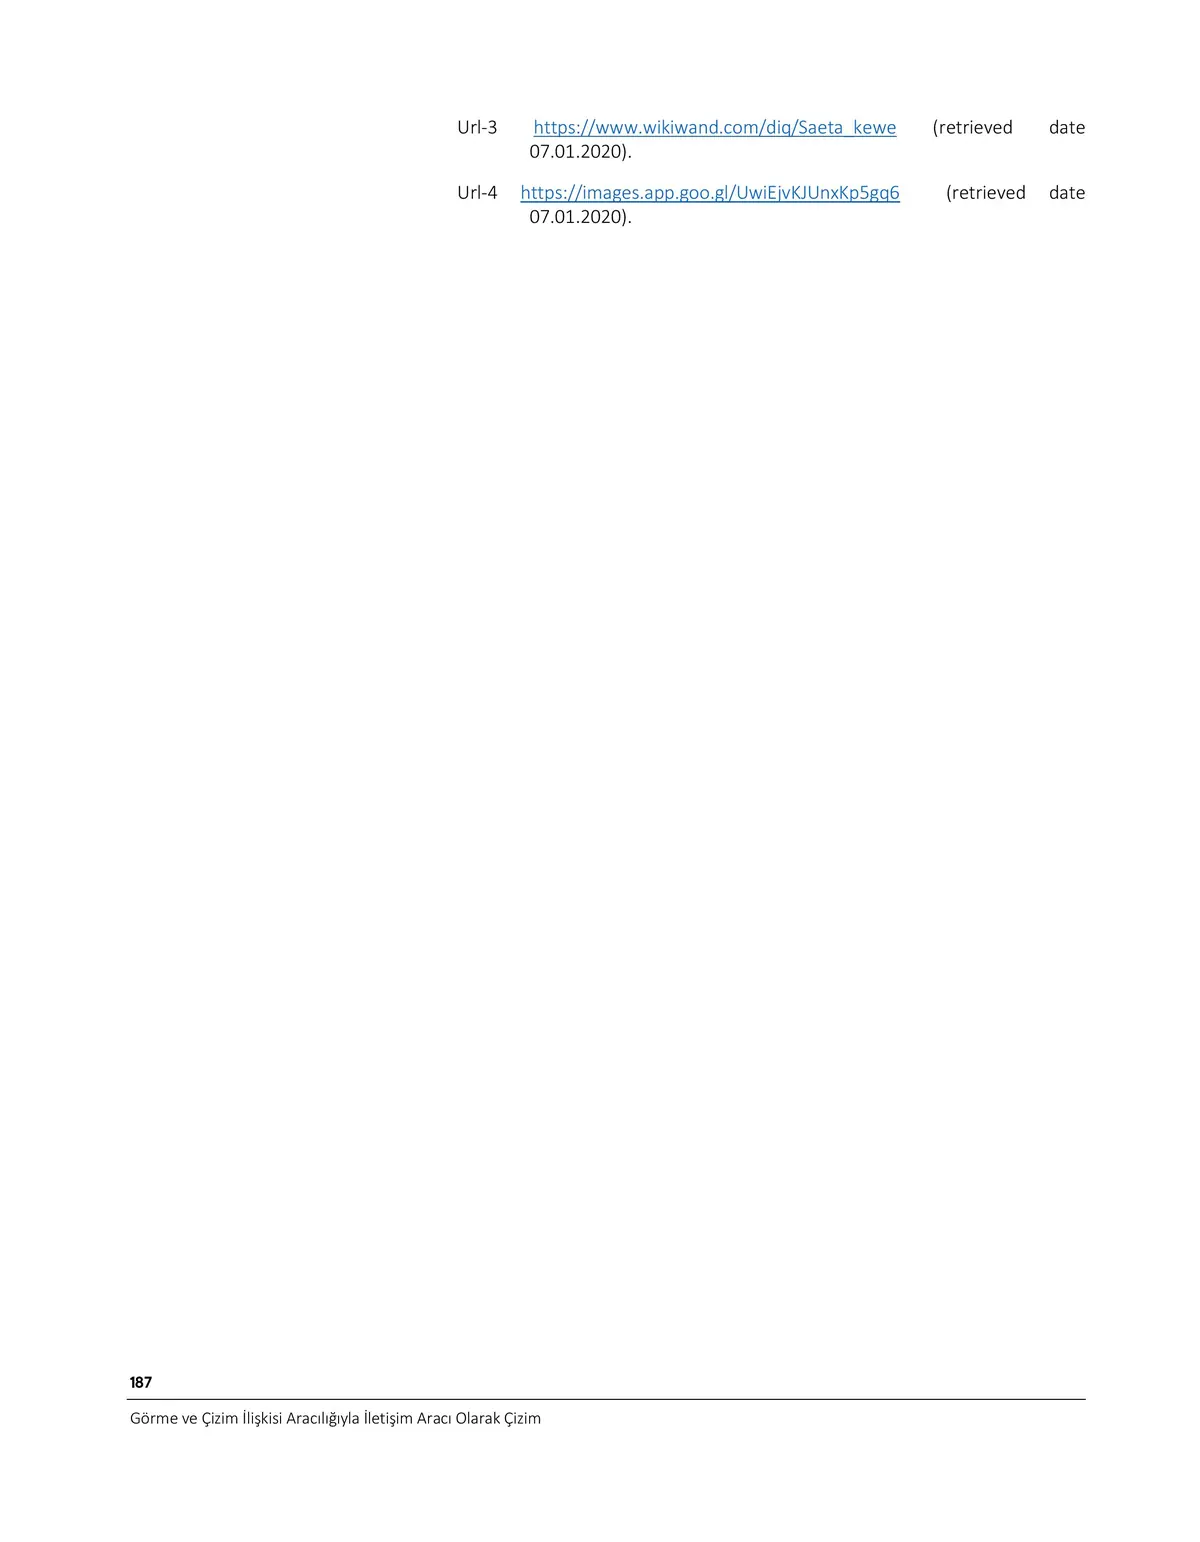 Url-3 https://www.wikiwand.com/diq/Saeta_kewe (retrieved date
07.01.2020).
Url-4 https://images.app.goo.gl/UwiEjvKJUnxKp5gq6 (retrieved date
07.01.2020).
187
Görme ve Çizim İlişkisi Aracılığıyla İletişim Aracı Olarak Çizim